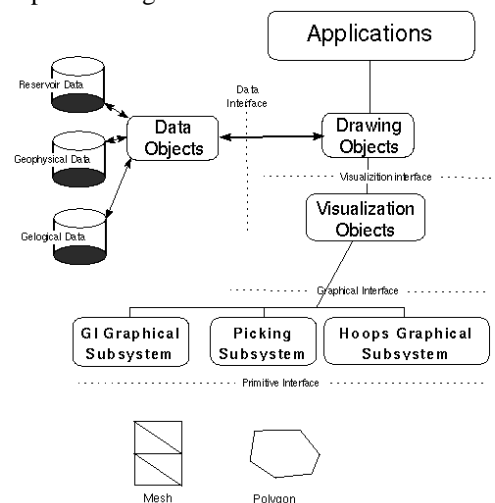 Applications
Reservoir Data
Data
Interface
Data
Objects
Drawing
Objects
Geophysical Data
Visualizition interface
Visualization
Objects
Gelogical Data
Graphical Interface
GI Graphical
Subsystem
Picking
Subsystem
Hoops Graphical
Subsystem
Primitive Interface
Mesh
Polygon